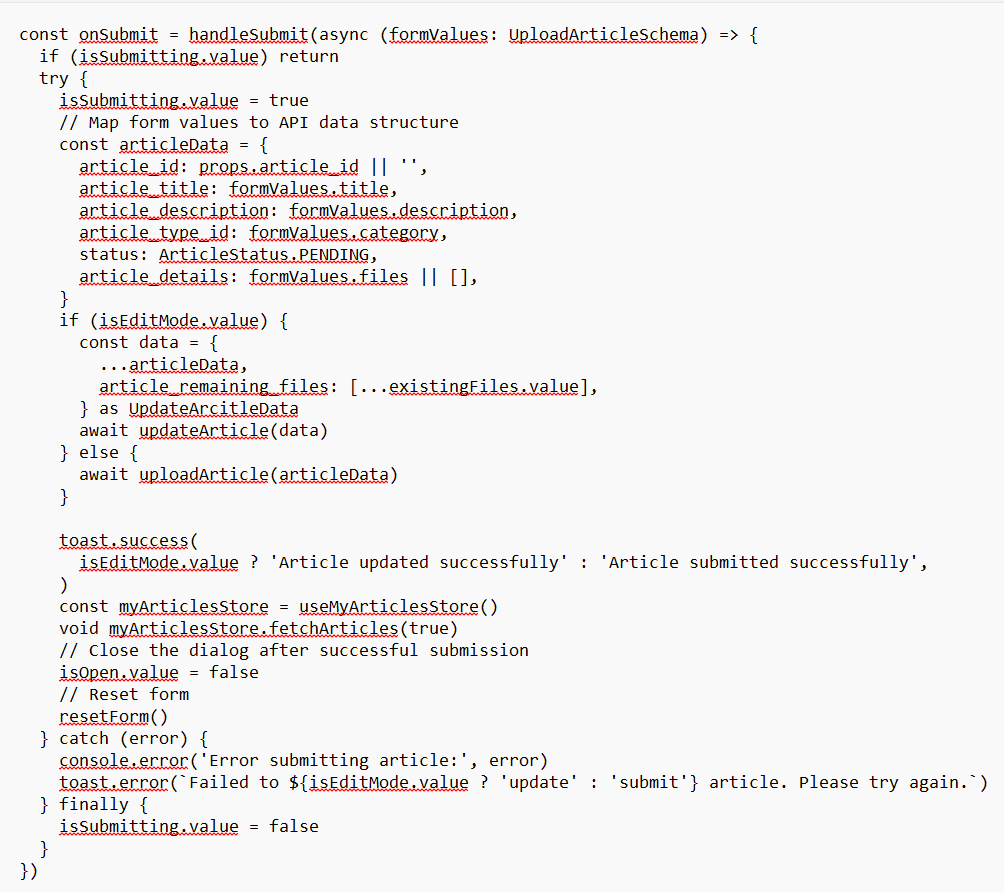 const onSubmit = handleSubmit(async (formValues: UploadArticleSchema) => {
if (isSubmitting.value) return
try {
isSubmitting.value = true
// Map form values to API data structure
const articleData = {
article_id: props.article_id || '',
article_title: formValues.title,
article_description: formValues.description,
article_type_id: formValues.category,
status: ArticleStatus.PENDING,
article_details: formValues.files || [],
}
if (isEditMode.value) {
const data = {
...articleData,
article_remaining_files: [...existingFiles.value],
} as UpdateArcitleData
await updateArticle(data)
} else {
await uploadArticle(articleData)
}
toast.success(
isEditMode.value ? 'Article updated successfully' : 'Article submitted successfully',
)
const myArticlesStore = useMyArticlesStore()
void myArticlesStore.fetchArticles(true)
// Close the dialog after successful submission
isOpen.value = false
// Reset form
resetForm()
} catch (error) {
console.error('Error submitting article:', error)
toast.error(`Failed to ${isEditMode.value ? 'update' : 'submit'} article. Please try again.`)
} finally {
isSubmitting.value = false
}
})